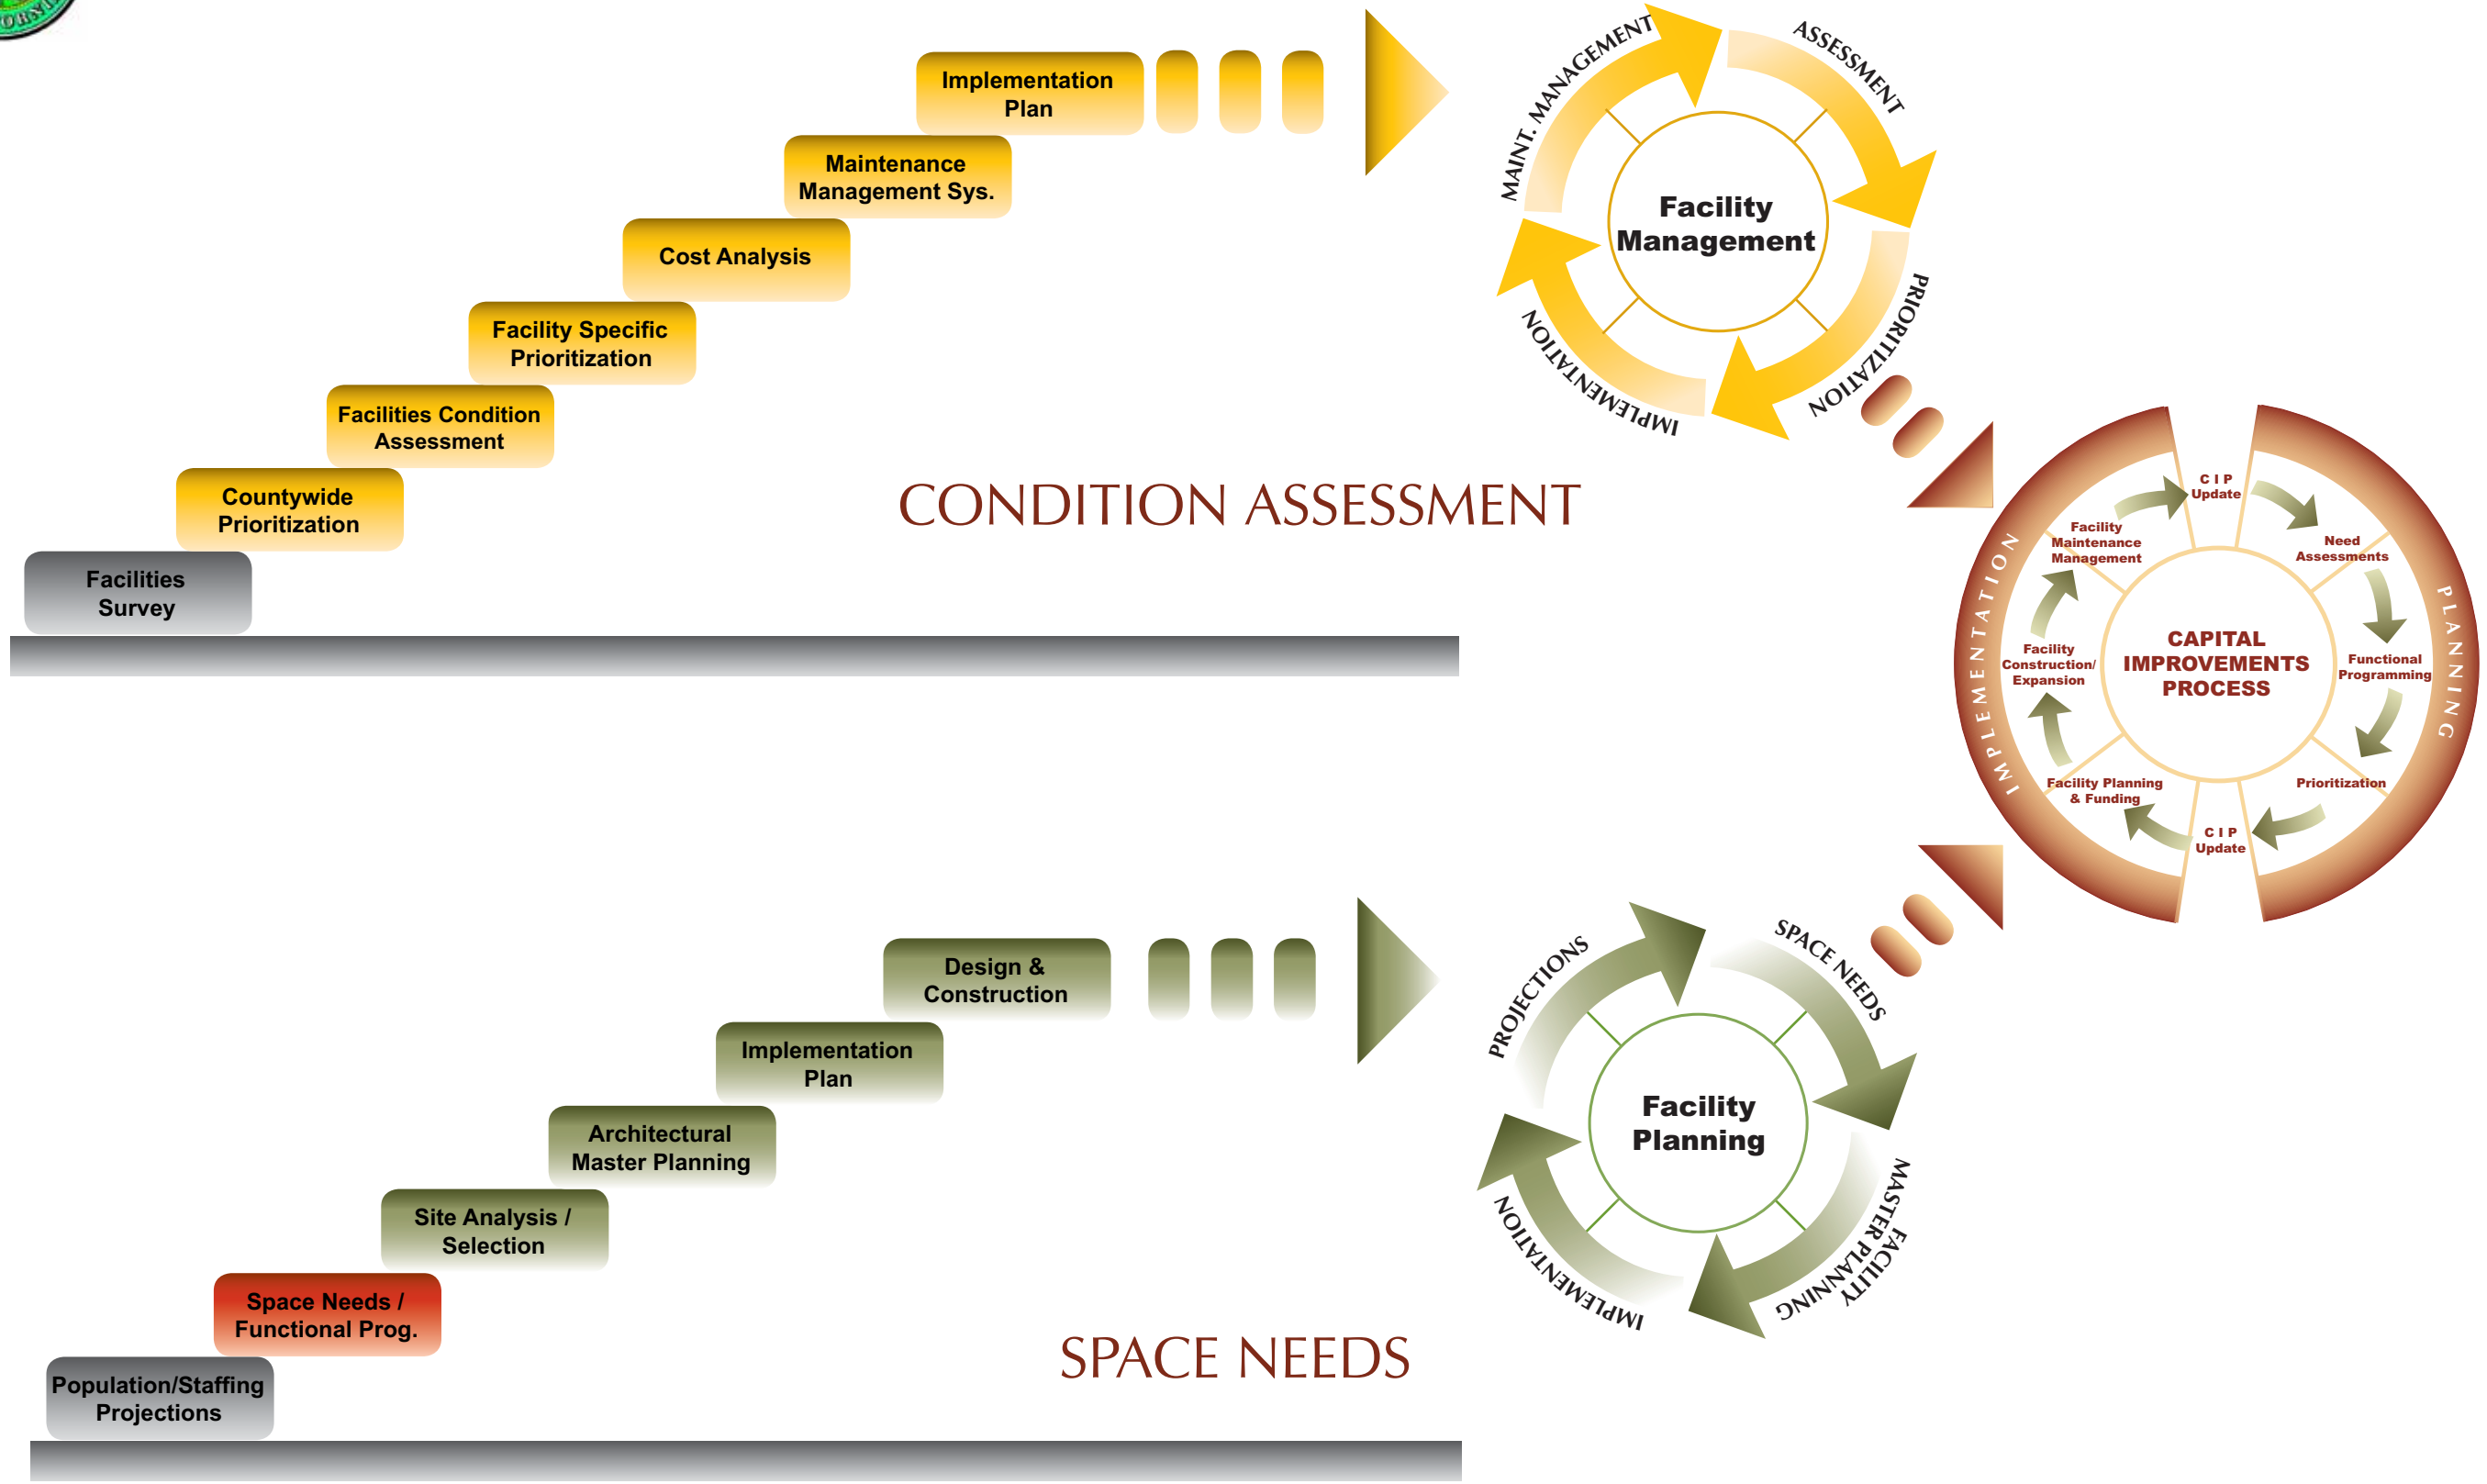 Implementation
Plan
Maintenance
Management Sys.
Cost Analysis
Facility Specific
Prioritization
Facilities Condition
Assessment
Countywide
Prioritization
Facilities
Survey
CONDITION ASSESSMENT
MAINT. MANAGEMENT
ASSESSMENT
PRIORITIZATION
IMPLEMENTATION
Facility
Management
C I P
Update
Need
Assessments
Functional
Programming
Prioritization
C I P
Update
Facility Planning
& Funding
Facility
Construction/
Expansion
Facility
Maintenance
Management
IMPLEMENTATION
PLANNING
CAPITAL
IMPROVEMENTS
PROCESS
Design &
Construction
Implementation
Plan
Architectural
Master Planning
Site Analysis /
Selection
Space Needs /
Functional Prog.
Population/Staffing
Projections
SPACE NEEDS
PROJECTIONS
SPACE NEEDS
FACILITY
MASTER PLANNING
IMPLEMENTATION
Facility
Planning